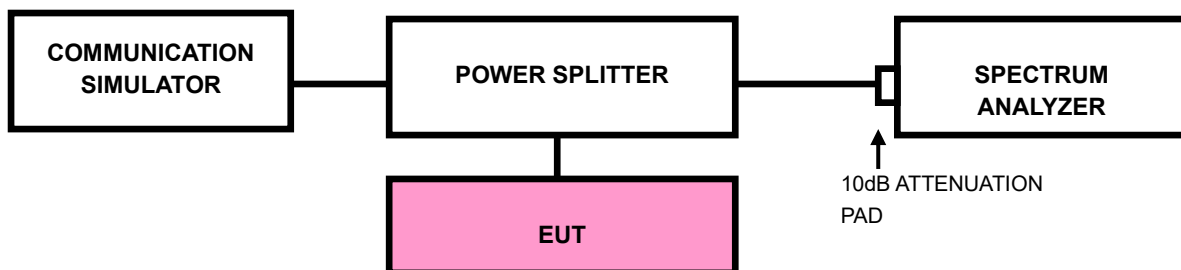 COMMUNICATION
SIMULATOR
POWER SPLITTER
SPECTRUM
ANALYZER
10dB ATTENUATION
PAD
EUT